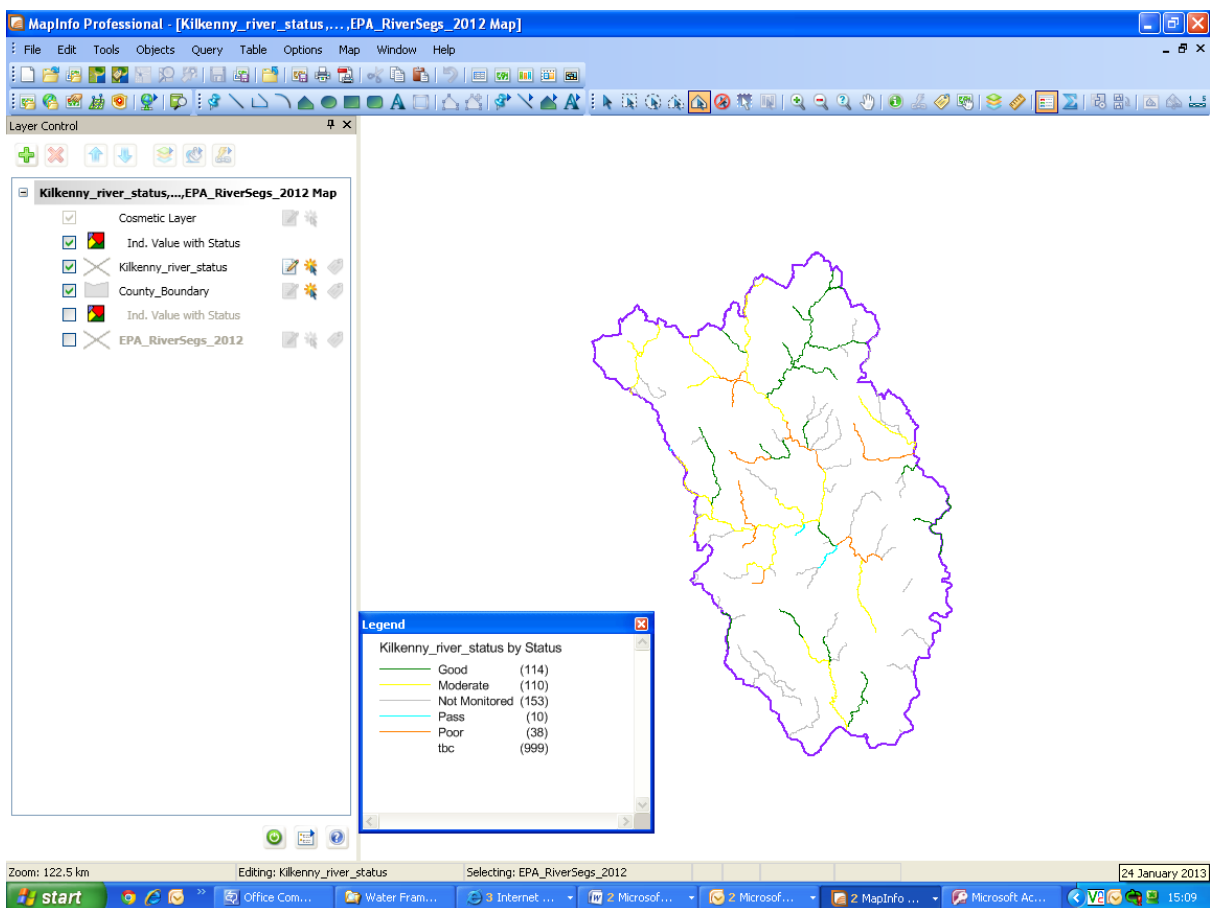 MapInfo Professional - [Kilkenny_river_status,...,EPA_RiverSegs_2012 Map]
File Edit Tools Objects Query Table Options Map Window Help
Layer Control
Kilkenny_river_status,...,EPA_RiverSegs_2012 Map
Cosmetic Layer
Ind. Value with Status
Kilkenny_river_status
County_Boundary
Ind. Value with Status
EPA_RiverSegs_2012
Legend
Kilkenny_river_status by Status
Good (114)
Moderate (110)
Not Monitored (153)
Pass (10)
Poor (38)
tbc (999)
Zoom: 122.5 km Editing: Kilkenny_river_status Selecting: EPA_RiverSegs_2012 24 January 2013
start Office Com... Water Fram... 3 Internet ... 2 Microsof... 2 Microsof... 2 MapInfo ... Microsoft Ac... 15:09